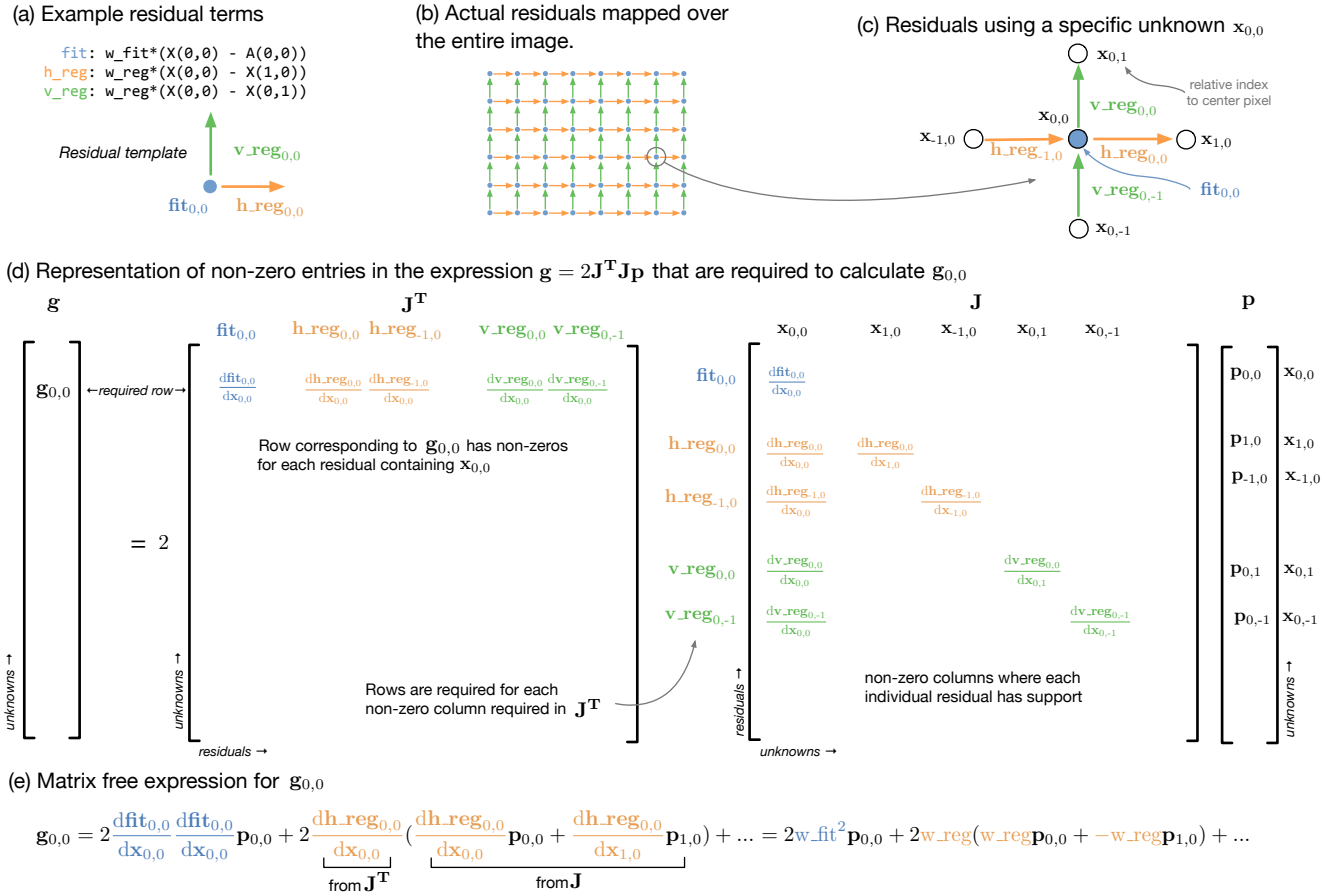 (a) Example residual terms
fit: w_fit*(X(0,0) - A(0,0))
h_reg: w_reg*(X(0,0) - X(1,0))
v_reg: w_reg*(X(0,0) - X(0,1))
Residual template
v_reg0,0
fit0,0
h_reg0,0
(b) Actual residuals mapped over
the entire image.
(c) Residuals using a specific unknown x0,0
x0,1
relative index
to center pixel
v_reg0,0
x0,0
x-1,0
h_reg-1,0
h_reg0,0
x1,0
v_reg0,-1
fit0,0
x0,-1
(d) Representation of non-zero entries in the expression g = 2JᵀJp that are required to calculate g0,0
g Jᵀ J p
fit0,0 h_reg0,0 h_reg-1,0 v_reg0,0 v_reg0,-1
x0,0 x1,0 x-1,0 x0,1 x0,-1
g0,0 ←required row→ dfit0,0/dx0,0 dh_reg0,0/dx0,0 dh_reg-1,0/dx0,0 dv_reg0,0/dx0,0 dv_reg0,-1/dx0,0
fit0,0 dfit0,0/dx0,0 p0,0 x0,0
Row corresponding to g0,0 has non-zeros
for each residual containing x0,0
h_reg0,0 dh_reg0,0/dx0,0 dh_reg0,0/dx1,0 p1,0 x1,0
p-1,0 x-1,0
h_reg-1,0 dh_reg-1,0/dx0,0 dh_reg-1,0/dx-1,0
= 2
v_reg0,0 dv_reg0,0/dx0,0 dv_reg0,0/dx0,1 p0,1 x0,1
v_reg0,-1 dv_reg0,-1/dx0,0 dv_reg0,-1/dx0,-1 p0,-1 x0,-1
Rows are required for each
non-zero column required in Jᵀ
non-zero columns where each
individual residual has support
unknowns →
unknowns →
residuals →
residuals →
unknowns →
unknowns →
(e) Matrix free expression for g0,0
g0,0 = 2 dfit0,0/dx0,0 dfit0,0/dx0,0 p0,0 + 2 dh_reg0,0/dx0,0 (dh_reg0,0/dx0,0 p0,0 + dh_reg0,0/dx1,0 p1,0) + ... = 2w_fit²p0,0 + 2w_reg(w_regp0,0 + -w_regp1,0) + ...
from Jᵀ
from J